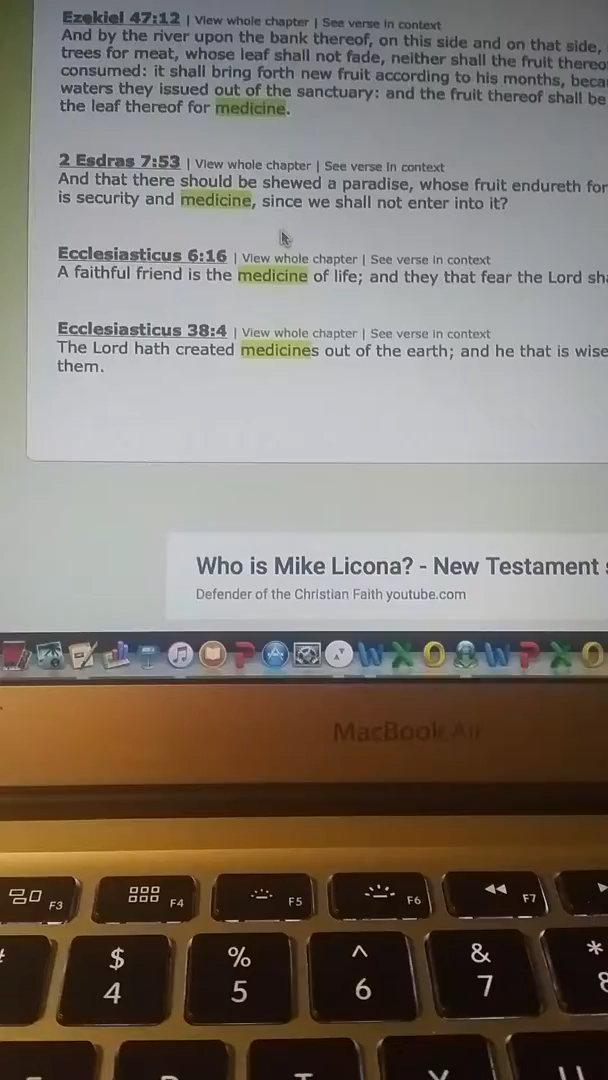 Ezekiel 47:12 | View whole chapter | See verse in context
And by the river upon the bank thereof, on this side and on that side,
trees for meat, whose leaf shall not fade, neither shall the fruit thereo
consumed: it shall bring forth new fruit according to his months, beca
waters they issued out of the sanctuary: and the fruit thereof shall be
the leaf thereof for medicine.
2 Esdras 7:53 | View whole chapter | See verse in context
And that there should be shewed a paradise, whose fruit endureth for
is security and medicine, since we shall not enter into it?
Ecclesiasticus 6:16 | View whole chapter | See verse in context
A faithful friend is the medicine of life; and they that fear the Lord sha
Ecclesiasticus 38:4 | View whole chapter | See verse in context
The Lord hath created medicines out of the earth; and he that is wise
them.
Who is Mike Licona? - New Testament s
Defender of the Christian Faith youtube.com
MacBook Air
F3 F4 F5 F6 F7
$ % ^ & *
4 5 6 7 8